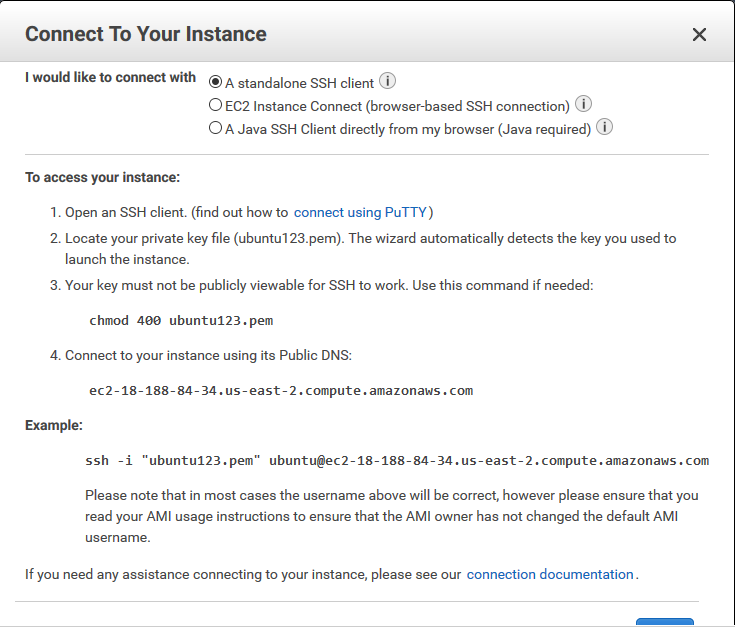 Connect To Your Instance
I would like to connect with
A standalone SSH client
EC2 Instance Connect (browser-based SSH connection)
A Java SSH Client directly from my browser (Java required)
To access your instance:
1. Open an SSH client. (find out how to connect using PuTTY)
2. Locate your private key file (ubuntu123.pem). The wizard automatically detects the key you used to
launch the instance.
3. Your key must not be publicly viewable for SSH to work. Use this command if needed:
chmod 400 ubuntu123.pem
4. Connect to your instance using its Public DNS:
ec2-18-188-84-34.us-east-2.compute.amazonaws.com
Example:
ssh -i "ubuntu123.pem" ubuntu@ec2-18-188-84-34.us-east-2.compute.amazonaws.com
Please note that in most cases the username above will be correct, however please ensure that you
read your AMI usage instructions to ensure that the AMI owner has not changed the default AMI
username.
If you need any assistance connecting to your instance, please see our connection documentation.